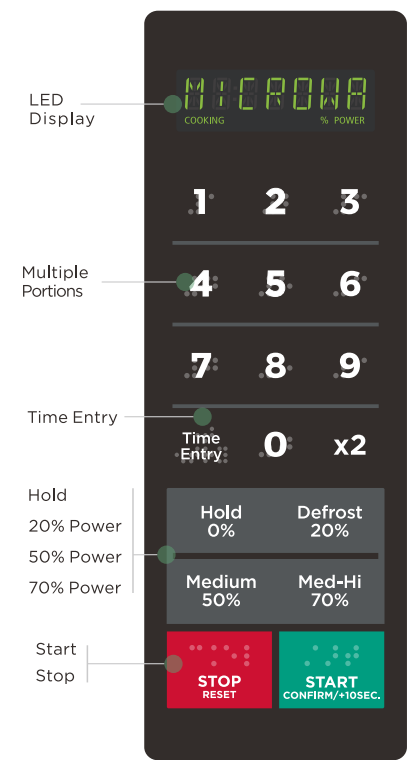 LED
Display
MICROWA
COOKING % POWER
1 2 3
Multiple
Portions
4 5 6
7 8 9
Time Entry
Time
Entry
0 x2
Hold
20% Power
50% Power
70% Power
Hold
0%
Defrost
20%
Medium
50%
Med-Hi
70%
Start
Stop
STOP
RESET
START
CONFIRM/+10SEC.